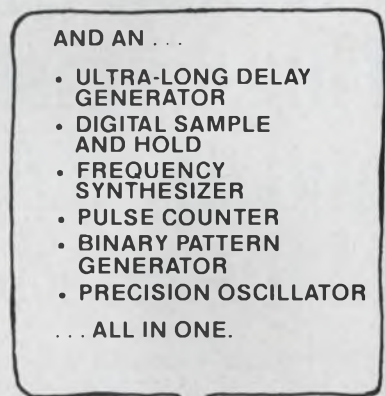 AND AN ...
• ULTRA-LONG DELAY
GENERATOR
• DIGITAL SAMPLE
AND HOLD
• FREQUENCY
SYNTHESIZER
• PULSE COUNTER
• BINARY PATTERN
GENERATOR
• PRECISION OSCILLATOR
... ALL IN ONE.